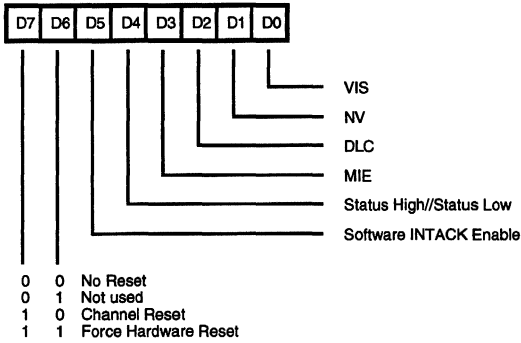 D7 D6 D5 D4 D3 D2 D1 D0
VIS
NV
DLC
MIE
Status High//Status Low
Software INTACK Enable
0 0 No Reset
0 1 Not used
1 0 Channel Reset
1 1 Force Hardware Reset